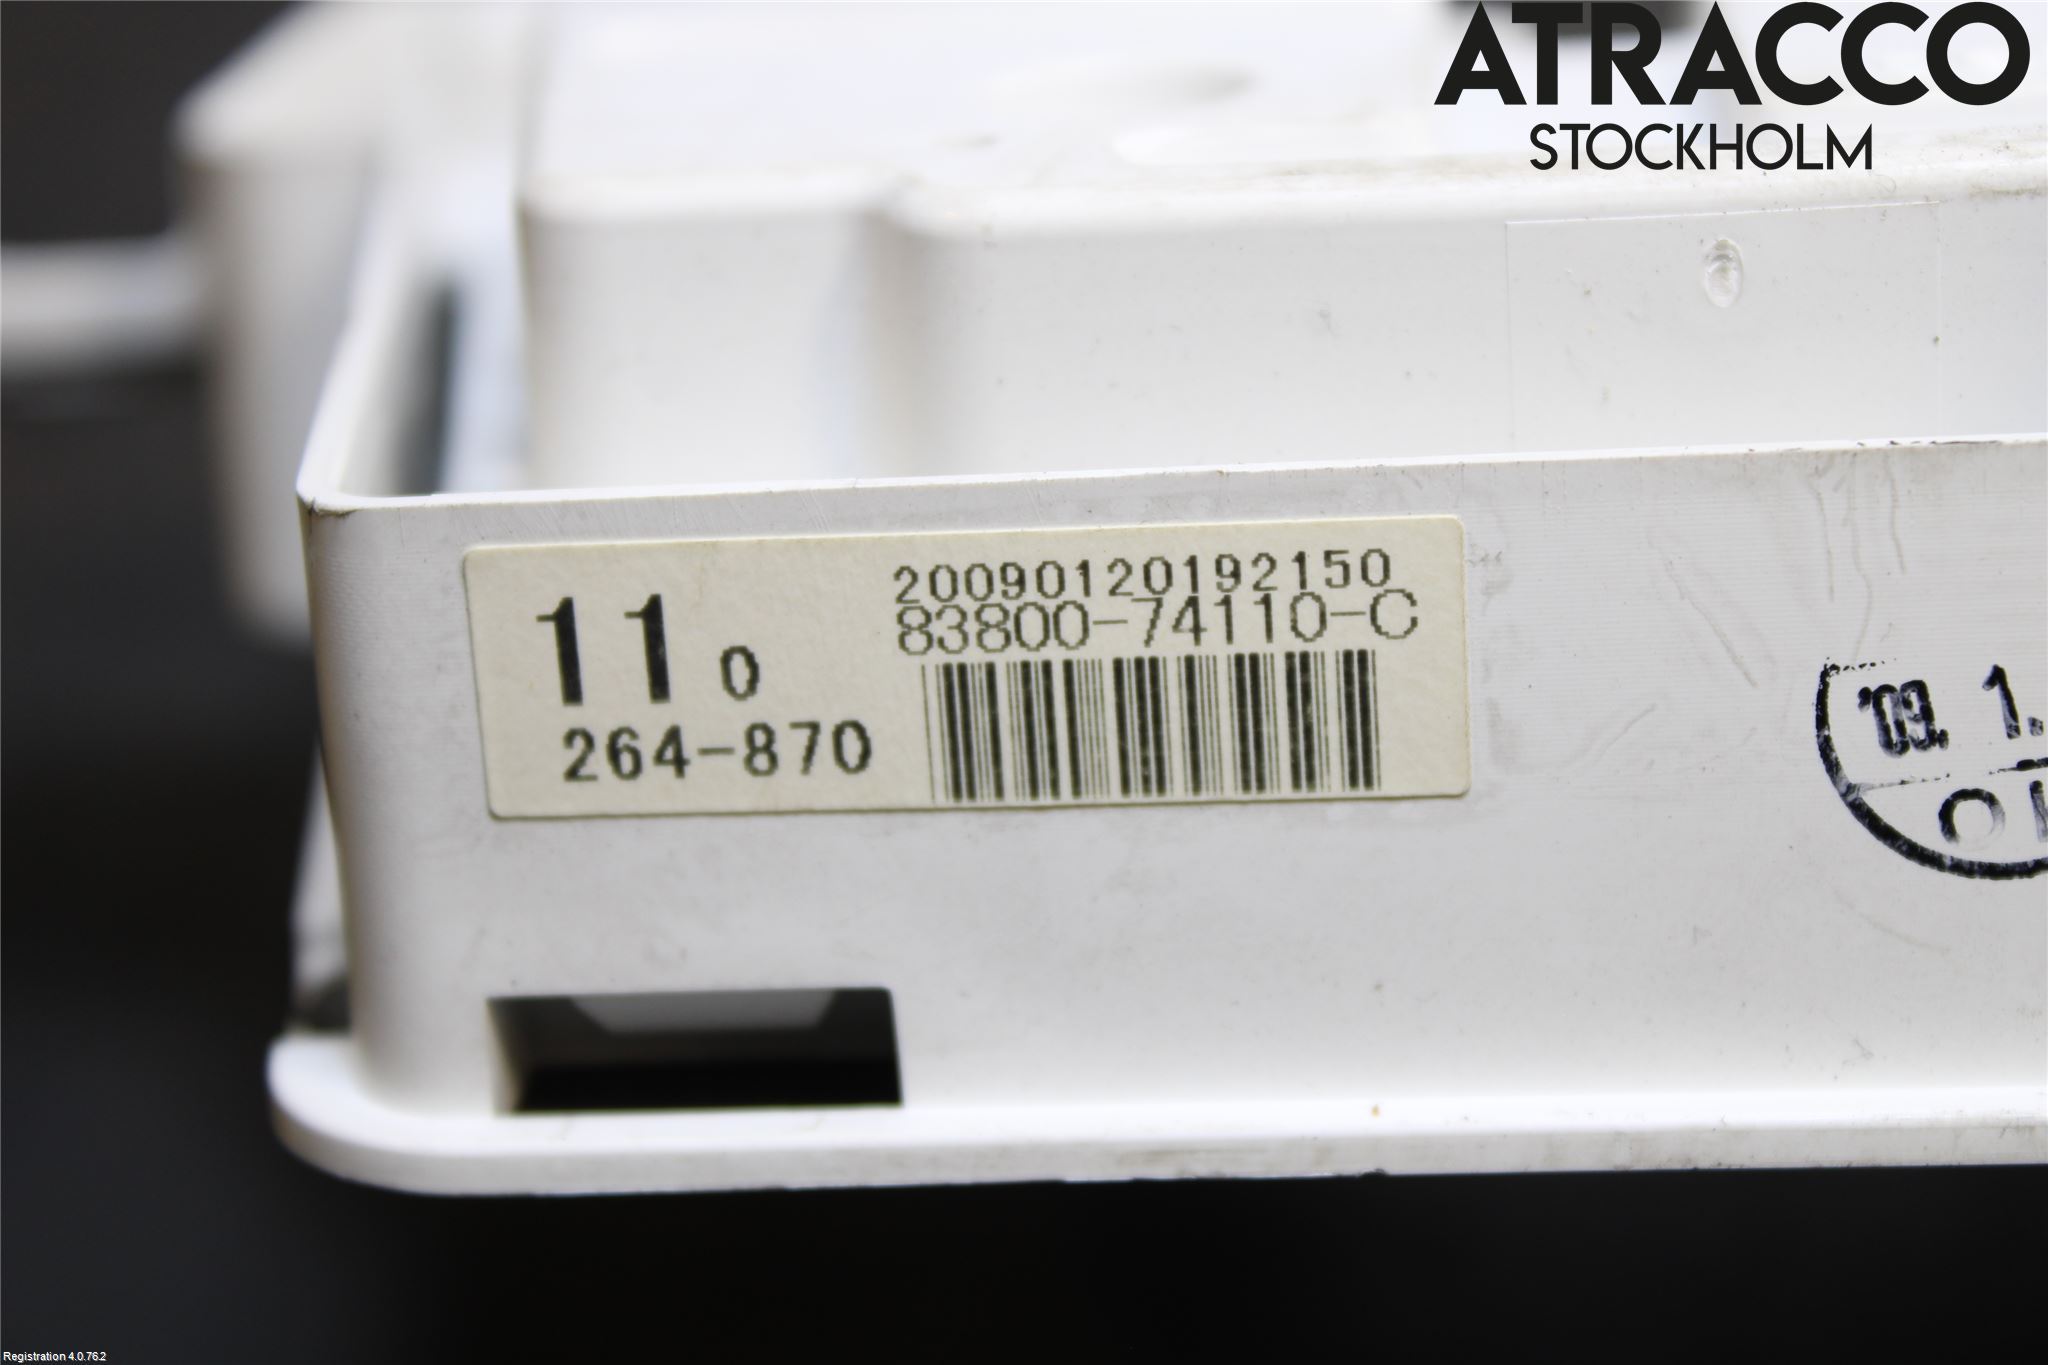 ATRACCO
STOCKHOLM
11 0
264-870
20090120192150
83800-74110-C
'09. 1.
Registration 4.0.76.2